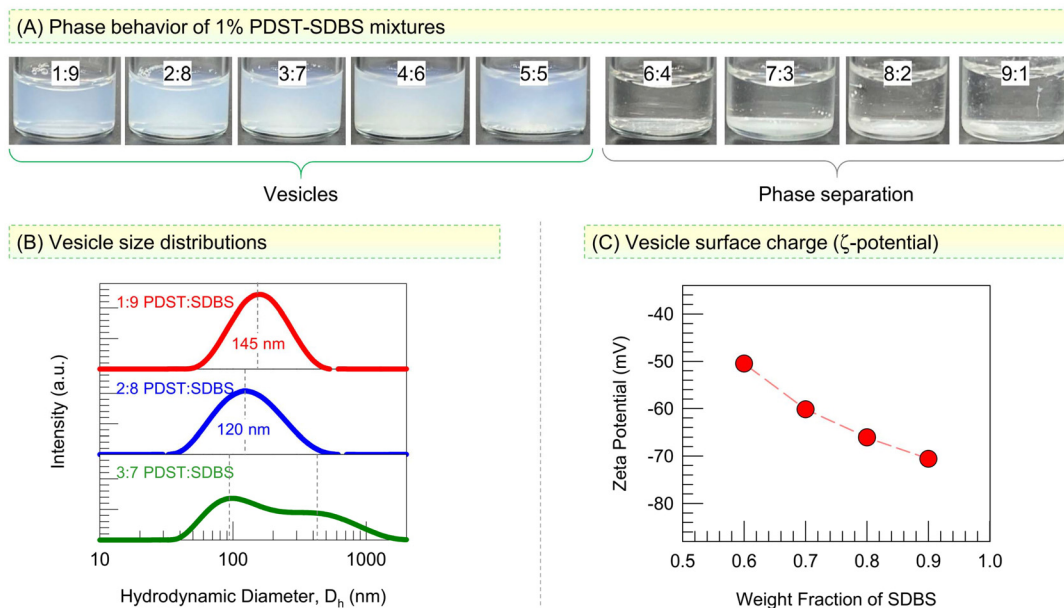 (A) Phase behavior of 1% PDST-SDBS mixtures
1:9 2:8 3:7 4:6 5:5 6:4 7:3 8:2 9:1
Vesicles
Phase separation
(B) Vesicle size distributions
Intensity (a.u.)
1:9 PDST:SDBS
145 nm
2:8 PDST:SDBS
120 nm
3:7 PDST:SDBS
10 100 1000
Hydrodynamic Diameter, Dₕ (nm)
(C) Vesicle surface charge (ζ-potential)
Zeta Potential (mV)
-40
-50
-60
-70
-80
0.5 0.6 0.7 0.8 0.9 1.0
Weight Fraction of SDBS